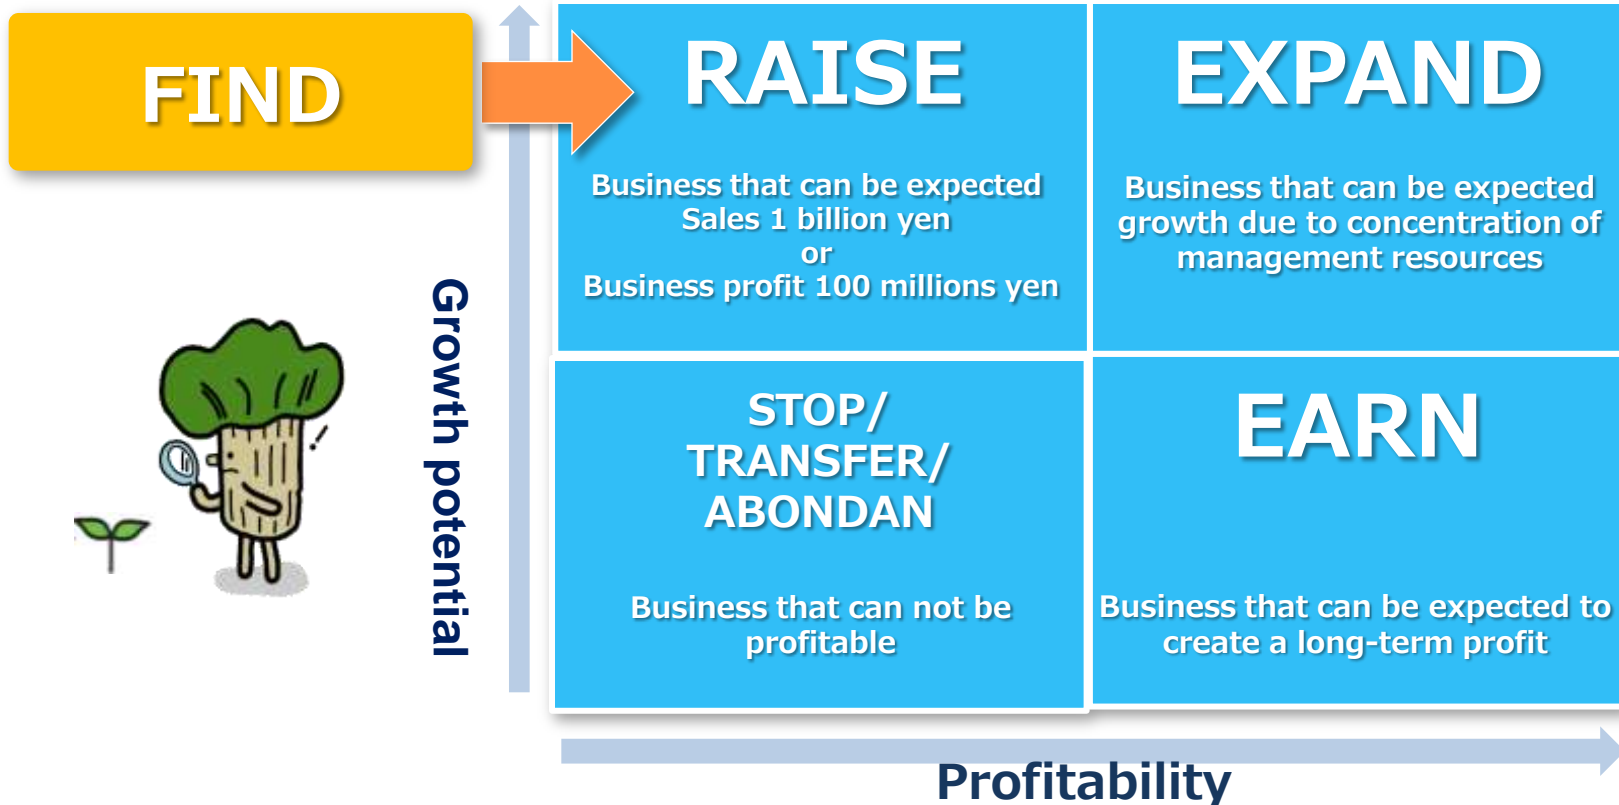 FIND
RAISE
Business that can be expected
Sales 1 billion yen
or
Business profit 100 millions yen
EXPAND
Business that can be expected
growth due to concentration of
management resources
Growth potential
STOP/
TRANSFER/
ABONDAN
Business that can not be
profitable
EARN
Business that can be expected to
create a long-term profit
Profitability